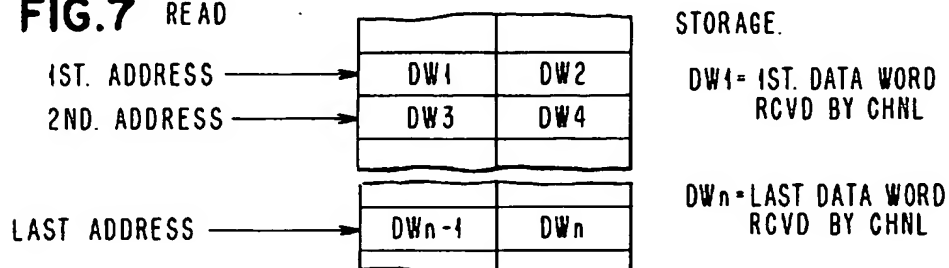 FIG.7 READ
STORAGE.
1ST. ADDRESS DW1 DW2
DW1= 1ST. DATA WORD
RCVD BY CHNL
2ND. ADDRESS DW3 DW4
DWn=LAST DATA WORD
RCVD BY CHNL
LAST ADDRESS DWn-1 DWn